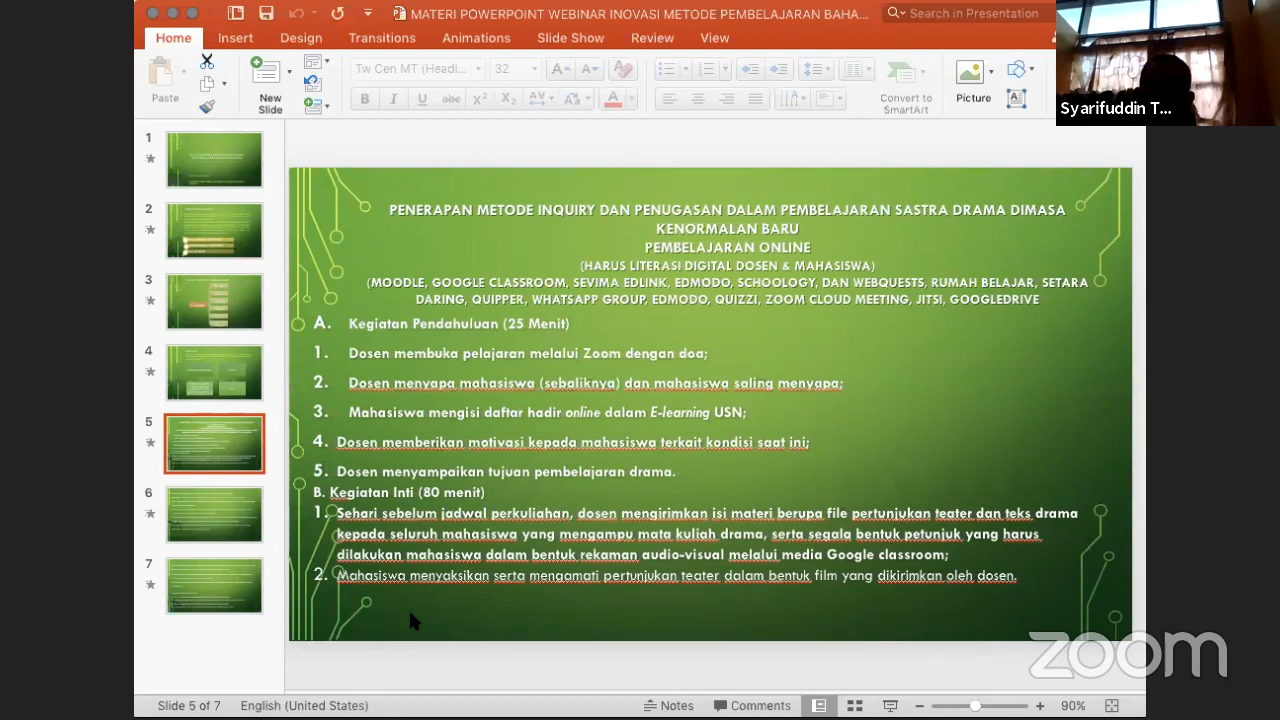 MATERI POWERPOINT WEBINAR INOVASI METODE PEMBELAJARAN BAHA...
Search in Presentation
Home Insert Design Transitions Animations Slide Show Review View
Tw Cen MT (Headi... 32
Paste
New Slide
Convert to SmartArt
Picture
Syarifuddin T...
1
2
3
4
5
6
7
PENERAPAN METODE INQUIRY DAN PENUGASAN DALAM PEMBELAJARAN SASTRA DRAMA DIMASA
KENORMALAN BARU
PEMBELAJARAN ONLINE
(HARUS LITERASI DIGITAL DOSEN & MAHASISWA)
(MOODLE, GOOGLE CLASSROOM, SEVIMA EDLINK, EDMODO, SCHOOLOGY, DAN WEBQUESTS, RUMAH BELAJAR, SETARA
DARING, QUIPPER, WHATSAPP GROUP, EDMODO, QUIZZI, ZOOM CLOUD MEETING, JITSI, GOOGLEDRIVE
A. Kegiatan Pendahuluan (25 Menit)
1. Dosen membuka pelajaran melalui Zoom dengan doa;
2. Dosen menyapa mahasiswa (sebaliknya) dan mahasiswa saling menyapa;
3. Mahasiswa mengisi daftar hadir online dalam E-learning USN;
4. Dosen memberikan motivasi kepada mahasiswa terkait kondisi saat ini;
5. Dosen menyampaikan tujuan pembelajaran drama.
B. Kegiatan Inti (80 menit)
1. Sehari sebelum jadwal perkuliahan, dosen mengirimkan isi materi berupa file pertunjukan teater dan teks drama
kepada seluruh mahasiswa yang mengampu mata kuliah drama, serta segala bentuk petunjuk yang harus
dilakukan mahasiswa dalam bentuk rekaman audio-visual melalui media Google classroom;
2. Mahasiswa menyaksikan serta mengamati pertunjukan teater dalam bentuk film yang dikirimkan oleh dosen.
zoom
Slide 5 of 7 English (United States) Notes Comments 90%